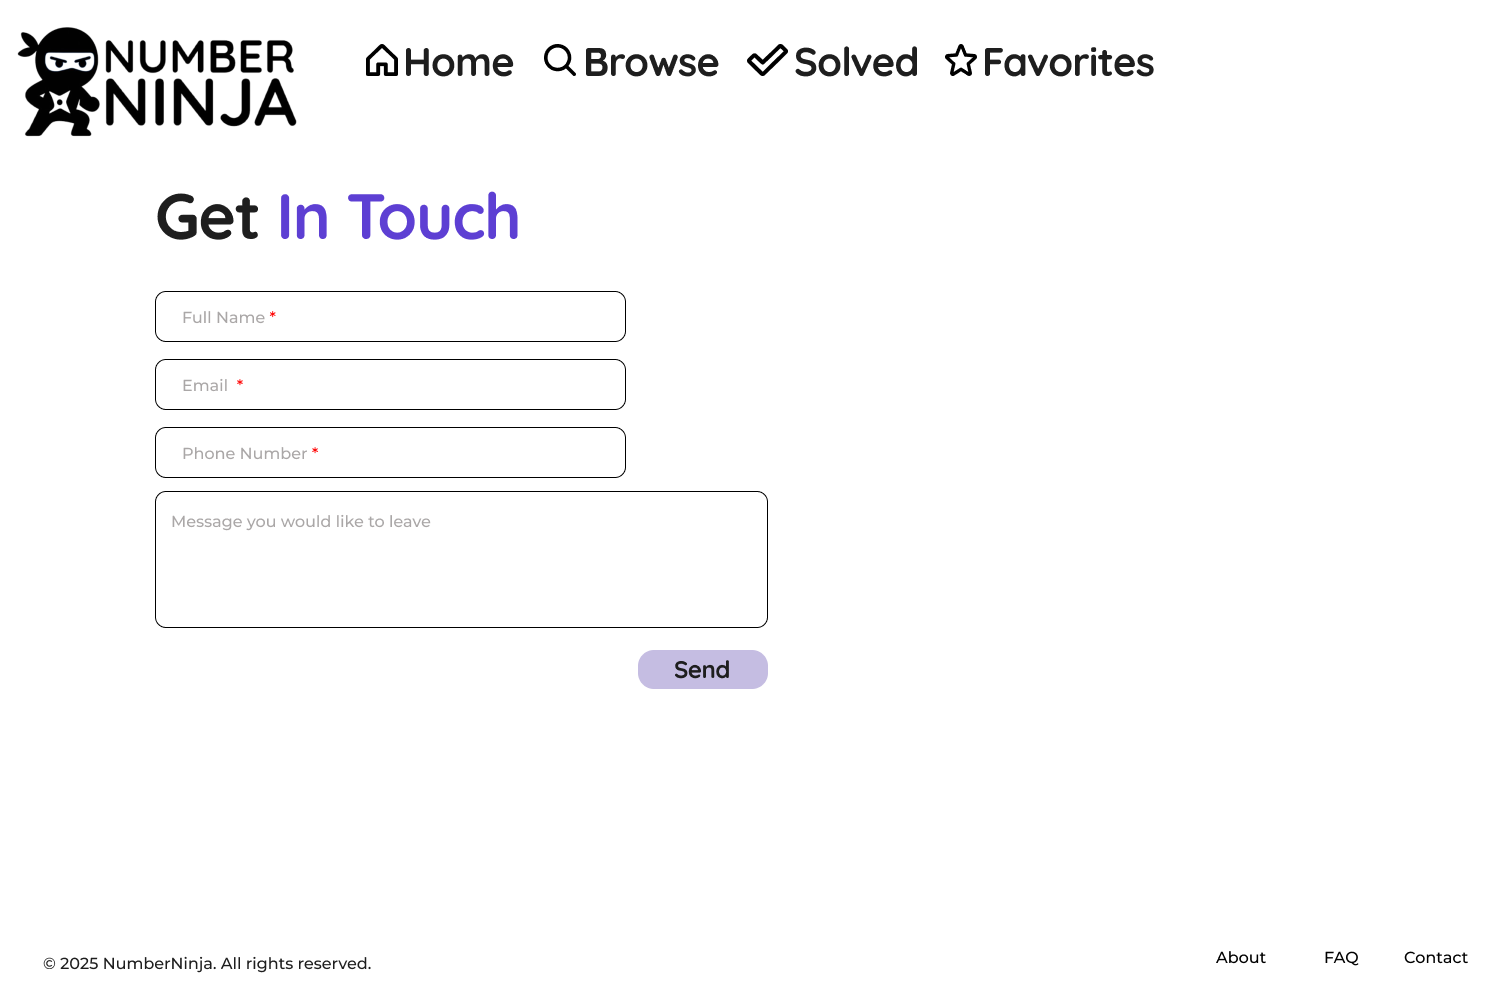 NUMBER
NINJA
Home Browse Solved Favorites
Get In Touch
Full Name *
Email *
Phone Number *
Message you would like to leave
Send
© 2025 NumberNinja. All rights reserved.
About FAQ Contact